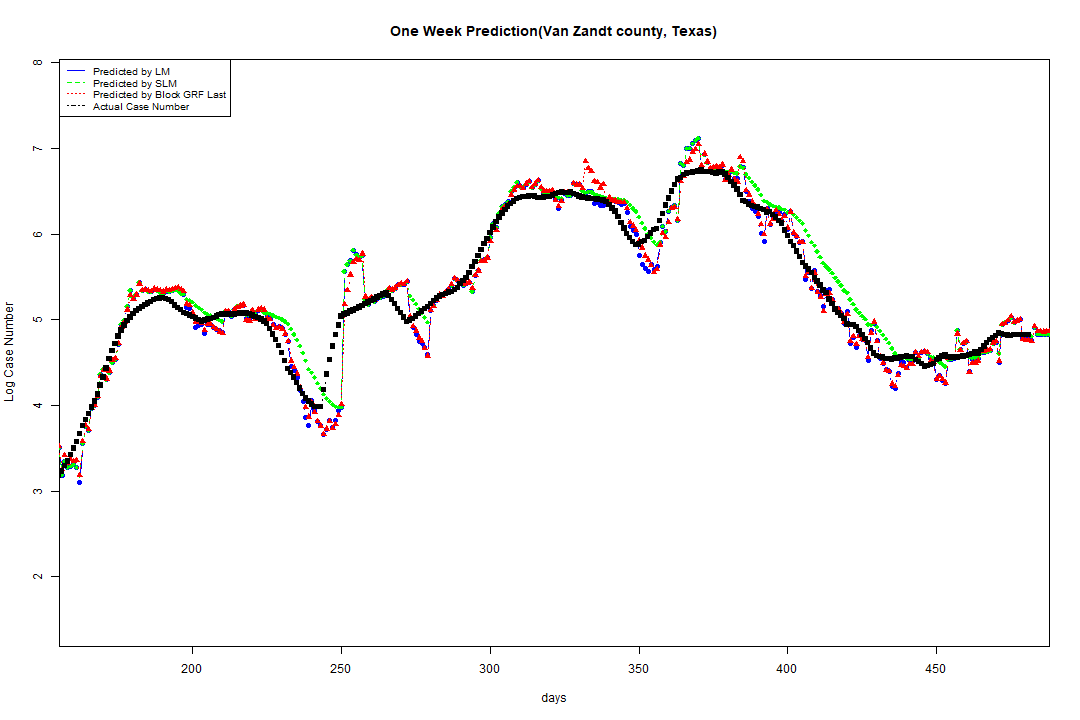 One Week Prediction(Van Zandt county, Texas)
Predicted by LM
Predicted by SLM
Predicted by Block GRF Last
Actual Case Number
Log Case Number
8
7
6
5
4
3
2
200 250 300 350 400 450
days